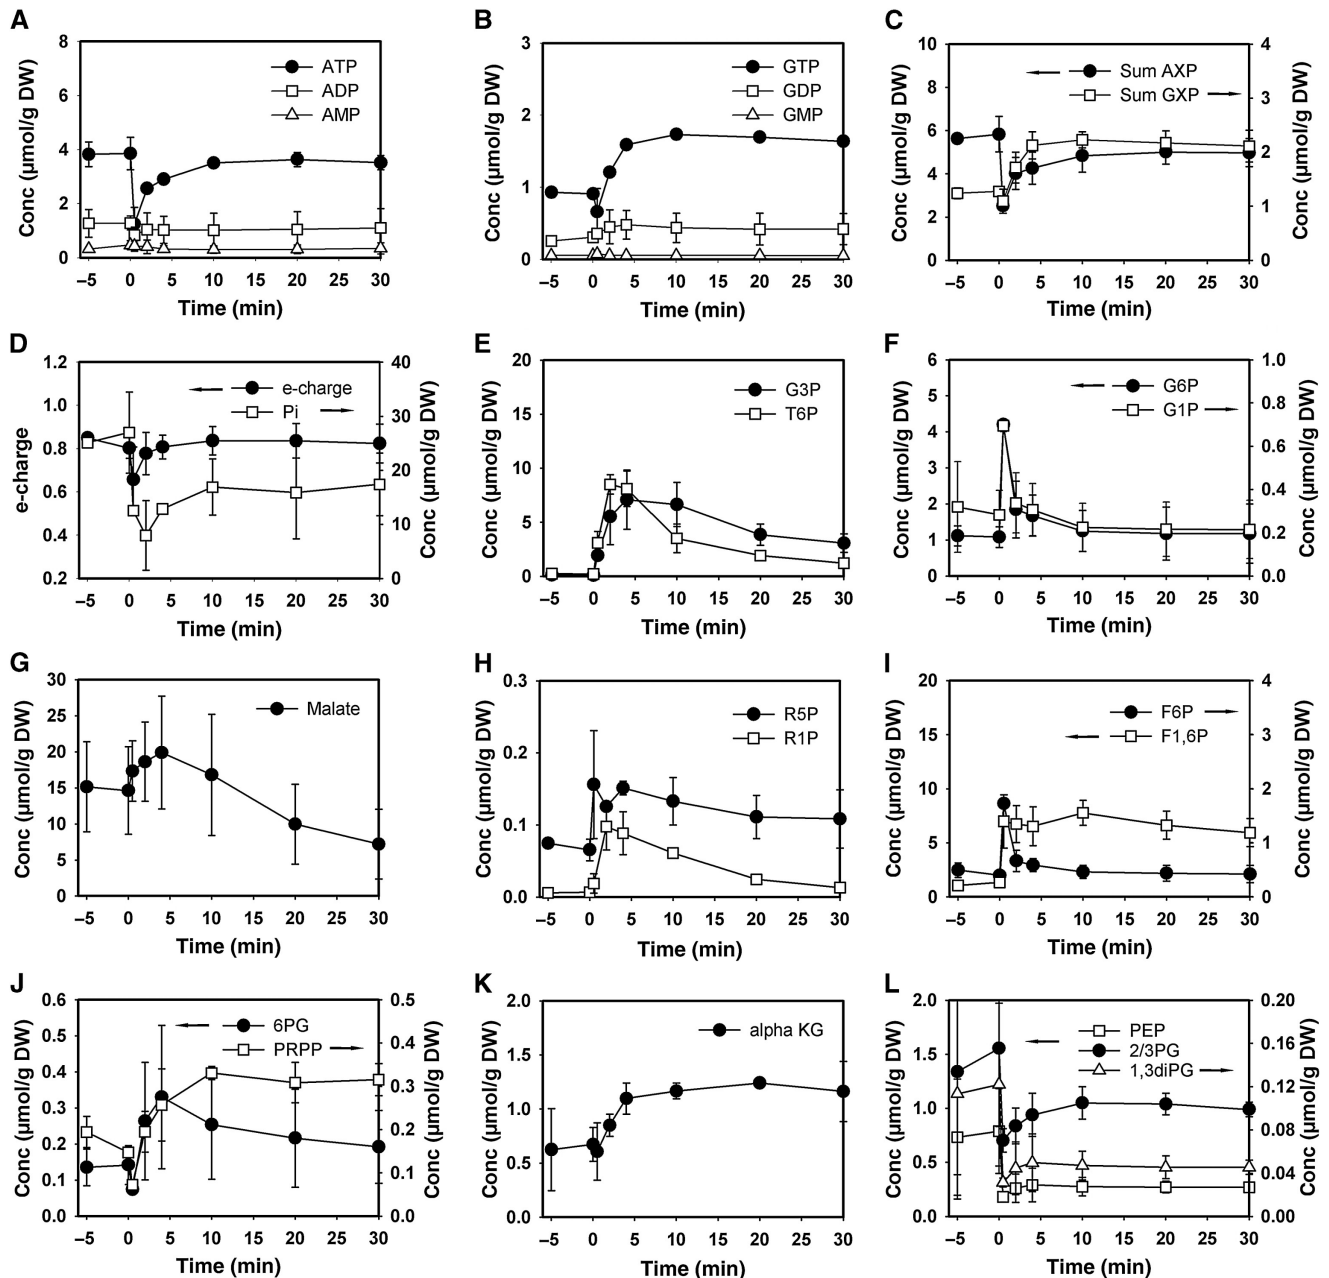 A
Conc (µmol/g DW)
8
6
4
2
0
ATP
ADP
AMP
–5 0 5 10 15 20 25 30
Time (min)
B
Conc (µmol/g DW)
3
2
1
0
GTP
GDP
GMP
–5 0 5 10 15 20 25 30
Time (min)
C
Conc (µmol/g DW)
10
8
6
4
2
0
Sum AXP
Sum GXP
4
3
2
1
0
Conc (µmol/g DW)
–5 0 5 10 15 20 25 30
Time (min)
D
e-charge
1.2
1.0
0.8
0.6
0.4
0.2
e-charge
Pi
40
30
20
10
0
Conc (µmol/g DW)
–5 0 5 10 15 20 25 30
Time (min)
E
Conc (µmol/g DW)
20
15
10
5
0
G3P
T6P
–5 0 5 10 15 20 25 30
Time (min)
F
Conc (µmol/g DW)
6
5
4
3
2
1
0
G6P
G1P
1.0
0.8
0.6
0.4
0.2
0.0
Conc (µmol/g DW)
–5 0 5 10 15 20 25 30
Time (min)
G
Conc (µmol/g DW)
30
25
20
15
10
5
0
Malate
–5 0 5 10 15 20 25 30
Time (min)
H
Conc (µmol/g DW)
0.3
0.2
0.1
0.0
R5P
R1P
–5 0 5 10 15 20 25 30
Time (min)
I
Conc (µmol/g DW)
20
15
10
5
0
F6P
F1,6P
4
3
2
1
0
Conc (µmol/g DW)
–5 0 5 10 15 20 25 30
Time (min)
J
Conc (µmol/g DW)
0.6
0.5
0.4
0.3
0.2
0.1
0.0
6PG
PRPP
0.5
0.4
0.3
0.2
0.1
0.0
Conc (µmol/g DW)
–5 0 5 10 15 20 25 30
Time (min)
K
Conc (µmol/g DW)
2.0
1.5
1.0
0.5
0.0
alpha KG
–5 0 5 10 15 20 25 30
Time (min)
L
Conc (µmol/g DW)
2.0
1.5
1.0
0.5
0.0
PEP
2/3PG
1,3diPG
0.20
0.16
0.12
0.08
0.04
0.00
Conc (µmol/g DW)
–5 0 5 10 15 20 25 30
Time (min)